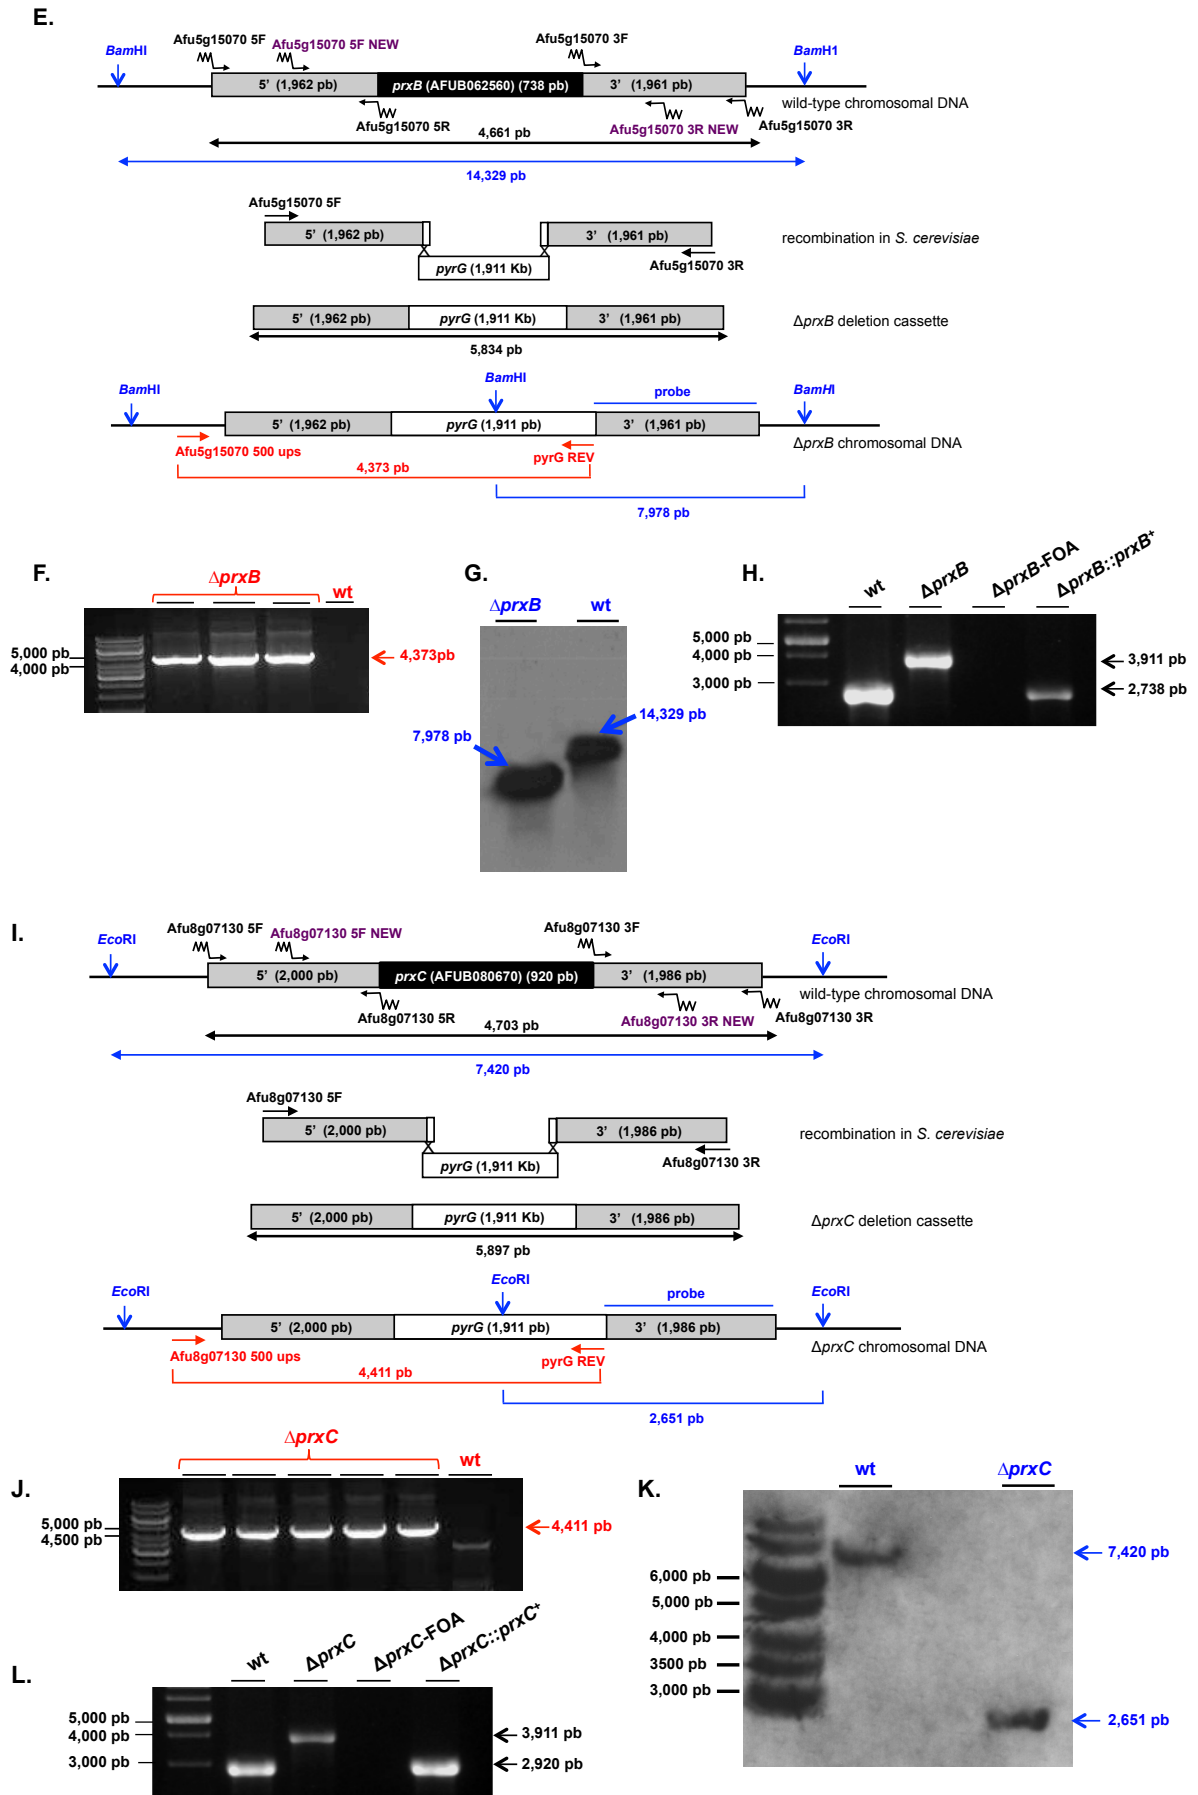 E.
Afu5g15070 5F
Afu5g15070 5F NEW
Afu5g15070 3F
BamHI
BamH1
5' (1,962 pb)
prxB (AFUB062560) (738 pb)
3' (1,961 pb)
wild-type chromosomal DNA
Afu5g15070 5R
Afu5g15070 3R NEW
Afu5g15070 3R
4,661 pb
14,329 pb
Afu5g15070 5F
5' (1,962 pb)
3' (1,961 pb)
recombination in S. cerevisiae
pyrG (1,911 Kb)
Afu5g15070 3R
5' (1,962 pb)
pyrG (1,911 Kb)
3' (1,961 pb)
ΔprxB deletion cassette
5,834 pb
BamHI
BamHI
probe
BamHI
5' (1,962 pb)
pyrG (1,911 pb)
3' (1,961 pb)
ΔprxB chromosomal DNA
Afu5g15070 500 ups
pyrG REV
4,373 pb
7,978 pb
F.
ΔprxB
wt
5,000 pb
4,000 pb
4,373pb
G.
ΔprxB
wt
14,329 pb
7,978 pb
H.
wt
ΔprxB
ΔprxB-FOA
ΔprxB::prxB+
5,000 pb
4,000 pb
3,000 pb
3,911 pb
2,738 pb
I.
Afu8g07130 5F
Afu8g07130 5F NEW
Afu8g07130 3F
EcoRI
EcoRI
5' (2,000 pb)
prxC (AFUB080670) (920 pb)
3' (1,986 pb)
wild-type chromosomal DNA
Afu8g07130 5R
Afu8g07130 3R NEW
Afu8g07130 3R
4,703 pb
7,420 pb
Afu8g07130 5F
5' (2,000 pb)
3' (1,986 pb)
recombination in S. cerevisiae
pyrG (1,911 Kb)
Afu8g07130 3R
5' (2,000 pb)
pyrG (1,911 Kb)
3' (1,986 pb)
ΔprxC deletion cassette
5,897 pb
EcoRI
EcoRI
probe
EcoRI
5' (2,000 pb)
pyrG (1,911 pb)
3' (1,986 pb)
ΔprxC chromosomal DNA
Afu8g07130 500 ups
pyrG REV
4,411 pb
2,651 pb
J.
ΔprxC
wt
5,000 pb
4,500 pb
4,411 pb
K.
wt
ΔprxC
7,420 pb
6,000 pb
5,000 pb
4,000 pb
3500 pb
3,000 pb
2,651 pb
L.
wt
ΔprxC
ΔprxC-FOA
ΔprxC::prxC+
5,000 pb
4,000 pb
3,000 pb
3,911 pb
2,920 pb